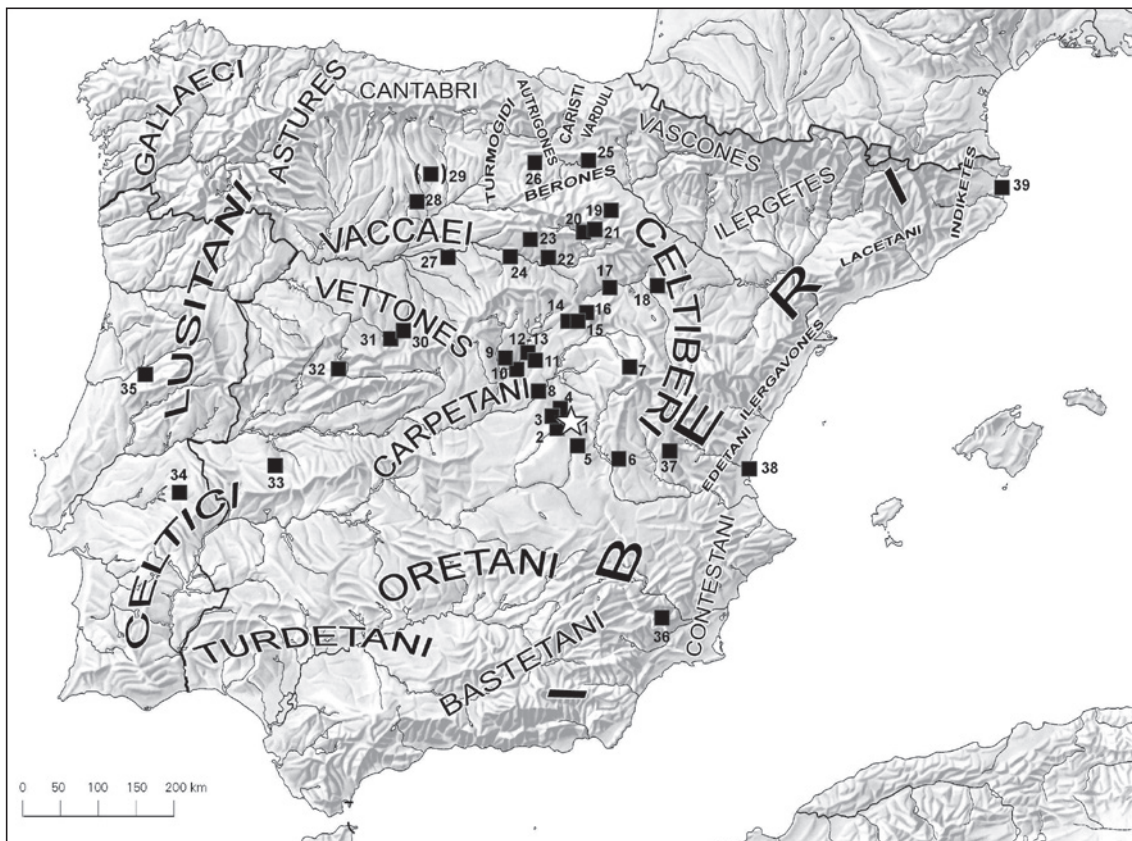 GALLAECI
ASTURES
CANTABRI
TURMOGIDI
AUTRIGONES
CARISTI
VARDULI
VASCONES
BERONES
ILERGETES
INDIKETES
LACETANI
LUSITANI
VACCAEI
VETTONES
CELTIBERI
ILERGAVONES
EDETANI
CARPETANI
CELTICI
ORETANI
CONTESTANI
TURDETANI
BASTETANI
I
B
E
R
I
( ) 29
28
26
25
39
19
20
21
23
27
24
22
17
18
14
16
15
12-13
9
11
10
7
31
30
32
35
8
4
3
1
2
5
6
37
38
33
34
36
0 50 100 150 200 km